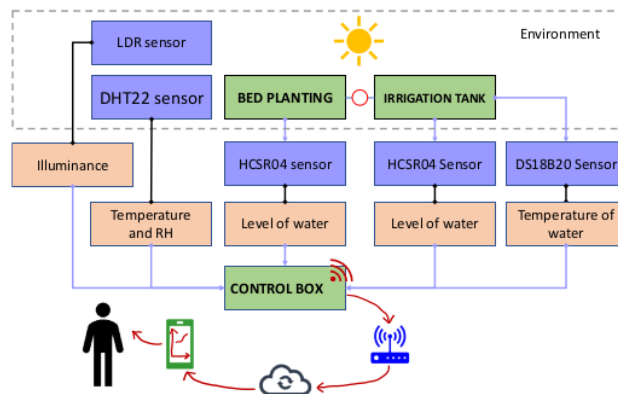 LDR sensor
Environment
DHT22 sensor
BED PLANTING
IRRIGATION TANK
Illuminance
HCSR04 sensor
HCSR04 Sensor
DS18B20 Sensor
Temperature
and RH
Level of water
Level of water
Temperature of
water
CONTROL BOX